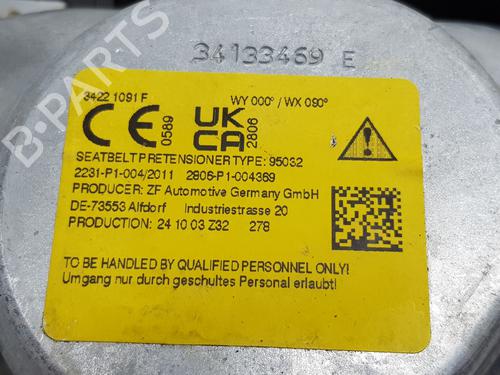 34133469 E
34221091 F
WY 000° / WX 090°
CE 0589
UK CA 2806
SEATBELT PRETENSIONER TYPE: 95032
2231-P1-004/2011 2806-P1-004369
PRODUCER: ZF Automotive Germany GmbH
DE-73553 Alfdorf Industriestrasse 20
PRODUCTION: 24 10 03 Z32 278
TO BE HANDLED BY QUALIFIED PERSONNEL ONLY!
Umgang nur durch geschultes Personal erlaubt!
B-PARTS